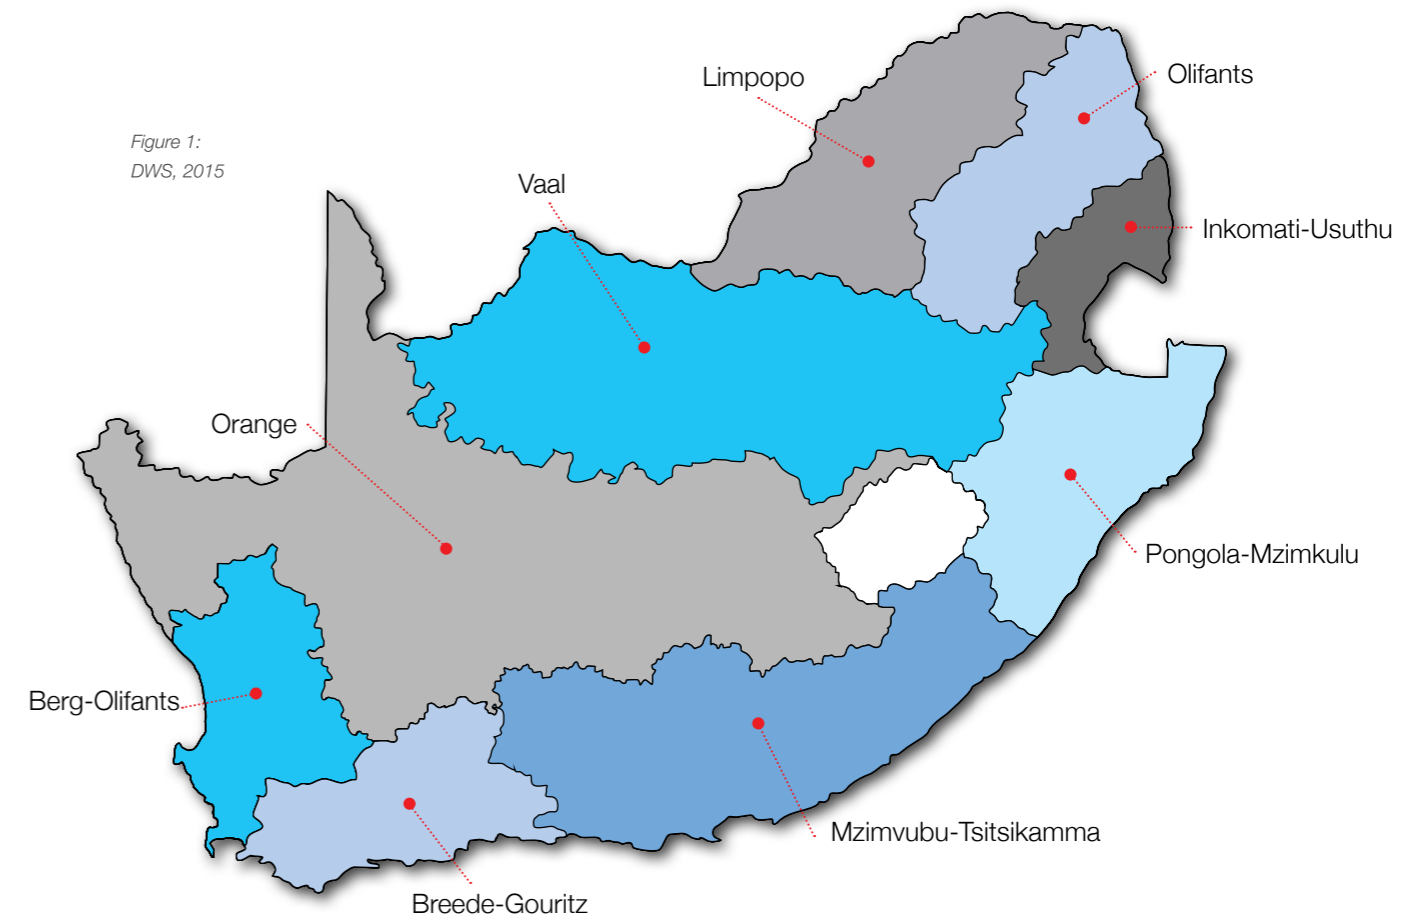 Limpopo
Olifants
Figure 1:
DWS, 2015
Vaal
Inkomati-Usuthu
Orange
Pongola-Mzimkulu
Berg-Olifants
Mzimvubu-Tsitsikamma
Breede-Gouritz